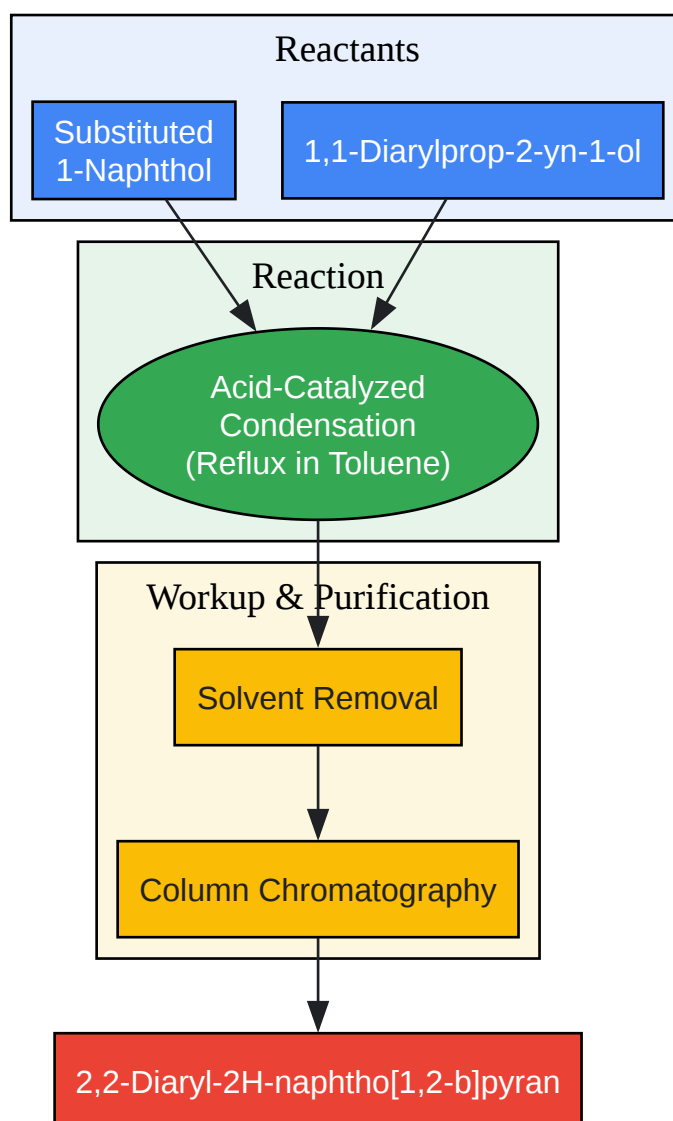 Reactants
Substituted
1-Naphthol
1,1-Diarylprop-2-yn-1-ol
Reaction
Acid-Catalyzed
Condensation
(Reflux in Toluene)
Workup & Purification
Solvent Removal
Column Chromatography
2,2-Diaryl-2H-naphtho[1,2-b]pyran